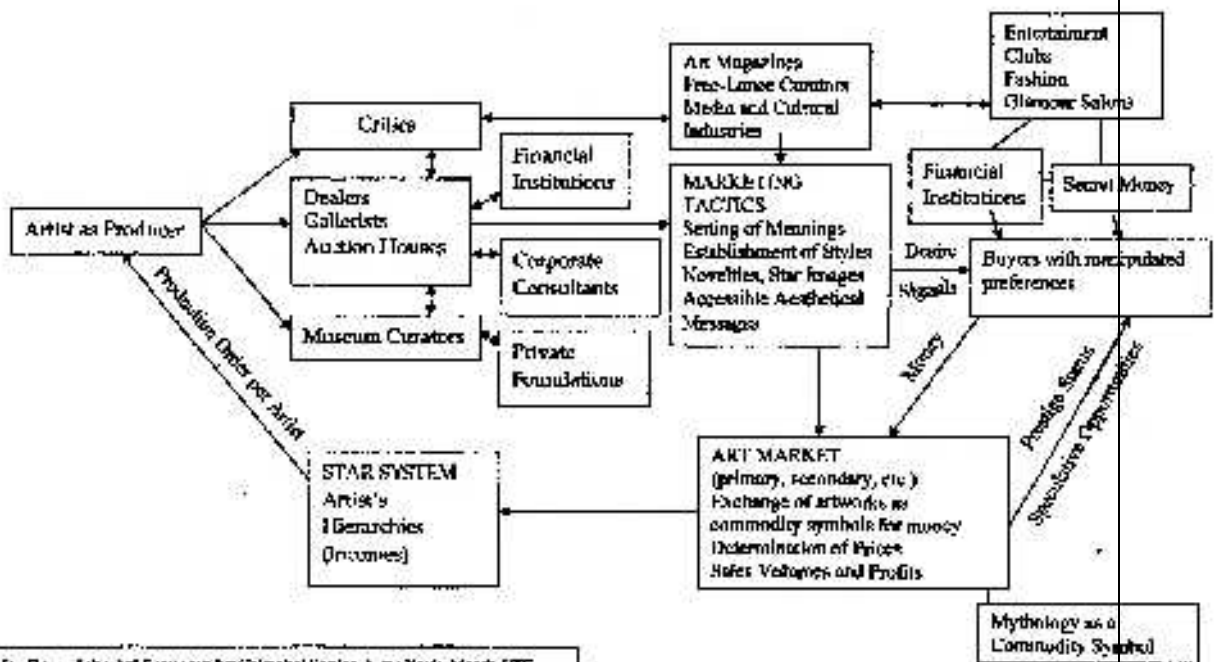 Entertaiment
Clubs
Fashion
Glamour Salons
Art Magazines
Free-Lance Curators
Media and Cultural
Industries
Critics
Financial
Institutions
Financial
Institutions
Secret Money
Dealers
Gallerists
Auction Houses
MARKETING
TACTICS
Setting of Meanings
Establishment of Styles
Novelties, Star Images
Accessible Aesthetical
Messages
Artist as Producer
Corporate
Consultants
Desire
Signals
Buyers with manipulated
preferences
Museum Curators
Private
Foundations
Production Order per Artist
Money
Prestige Status
Speculative Opportunities
STAR SYSTEM
Artist's
Hierarchies
(Incomes)
ART MARKET
(primary, secondary, etc.)
Exchange of artworks as
commodity symbols for money
Determination of Prices
Sales Volumes and Profits
Mythology as a
Commodity Symbol